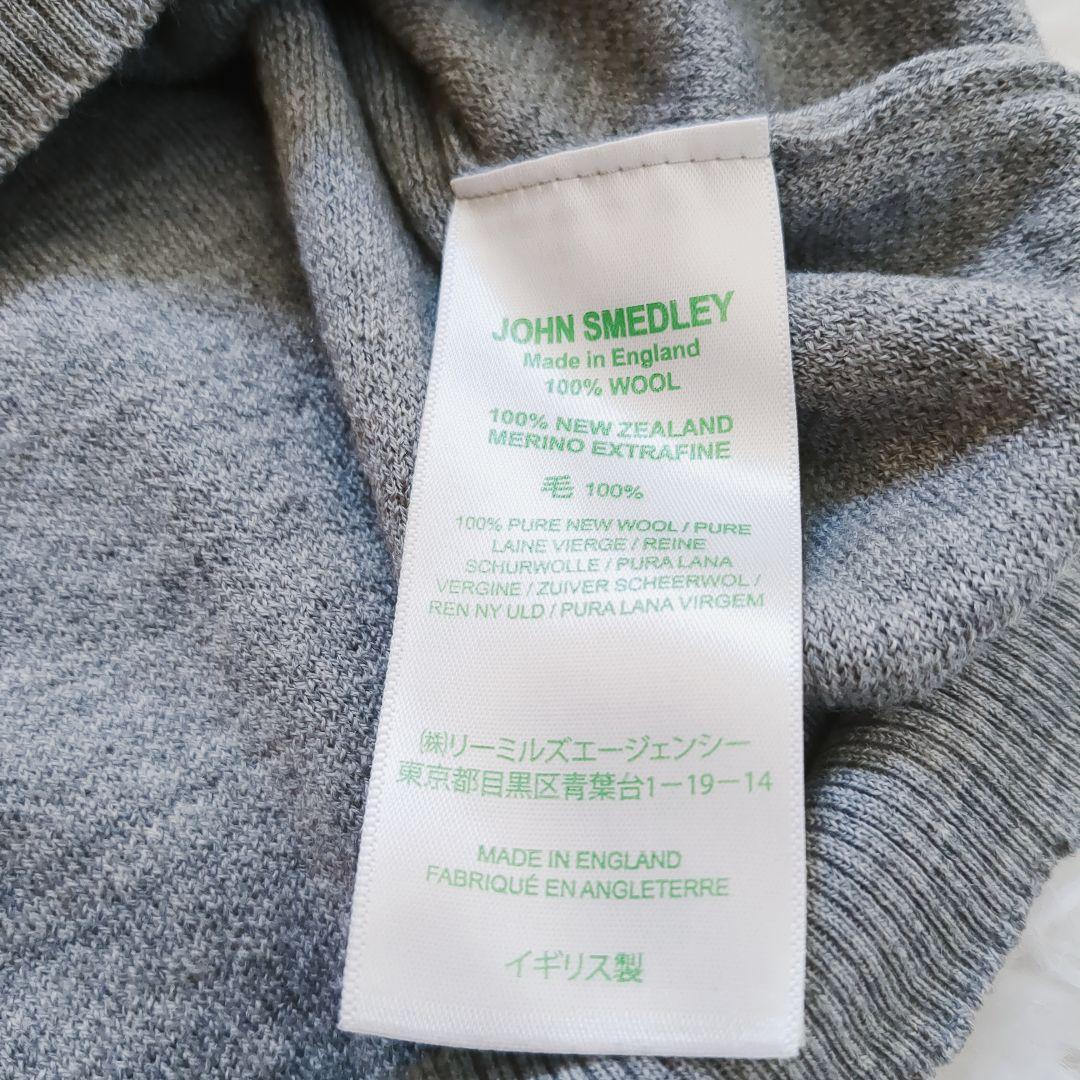 JOHN SMEDLEY
Made in England
100% WOOL
100% NEW ZEALAND
MERINO EXTRAFINE
毛 100%
100% PURE NEW WOOL / PURE
LAINE VIERGE / REINE
SCHURWOLLE / PURA LANA
VERGINE / ZUIVER SCHEERWOL /
REN NY ULD / PURA LANA VIRGEM
(株)リーミルズエージェンシー
東京都目黒区青葉台1-19-14
MADE IN ENGLAND
FABRIQUÉ EN ANGLETERRE
イギリス製